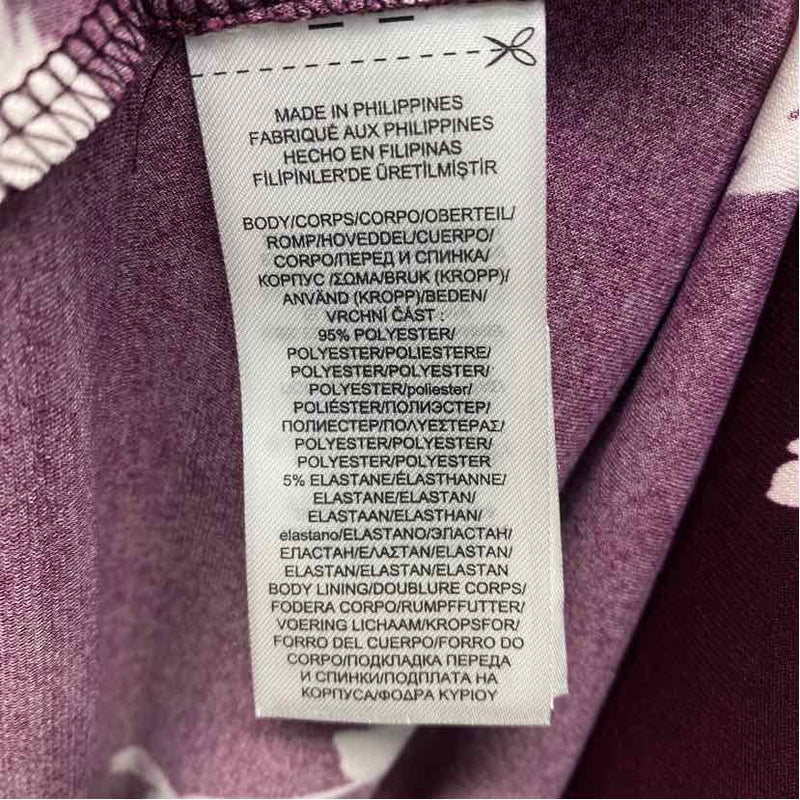 MADE IN PHILIPPINES
FABRIQUÉ AUX PHILIPPINES
HECHO EN FILIPINAS
FİLİPİNLER'DE ÜRETİLMİŞTİR
BODY/CORPS/CORPO/OBERTEIL/
ROMP/HOVEDDEL/CUERPO/
CORPO/ПЕРЕД И СПИНКА/
КОРПУС /ΣΩΜΑ/BRUK (KROPP)/
ANVÄND (KROPP)/BEDEN/
VRCHNÍ ČÁST :
95% POLYESTER/
POLYESTER/POLIESTERE/
POLYESTER/POLYESTER/
POLYESTER/poliester/
POLIÉSTER/ПОЛИЭСТЕР/
ПОЛИЕСТЕР/ΠΟΛΥΕΣΤΕΡΑΣ/
POLYESTER/POLYESTER/
POLYESTER/POLYESTER
5% ELASTANE/ÉLASTHANNE/
ELASTANE/ELASTAN/
ELASTAAN/ELASTHAN/
elastano/ELASTANO/ЭЛАСТАН/
ЕЛАСТАН/ΕΛΑΣΤΑΝ/ELASTAN/
ELASTAN/ELASTAN/ELASTAN
BODY LINING/DOUBLURE CORPS/
FODERA CORPO/RUMPFFUTTER/
VOERING LICHAAM/KROPSFOR/
FORRO DEL CUERPO/FORRO DO
CORPO/ПОДКЛАДКА ПЕРЕДА
И СПИНКИ/ПОДПЛАТА НА
КОРПУСА/ΦΟΔΡΑ ΚΥΡΙΟΥ